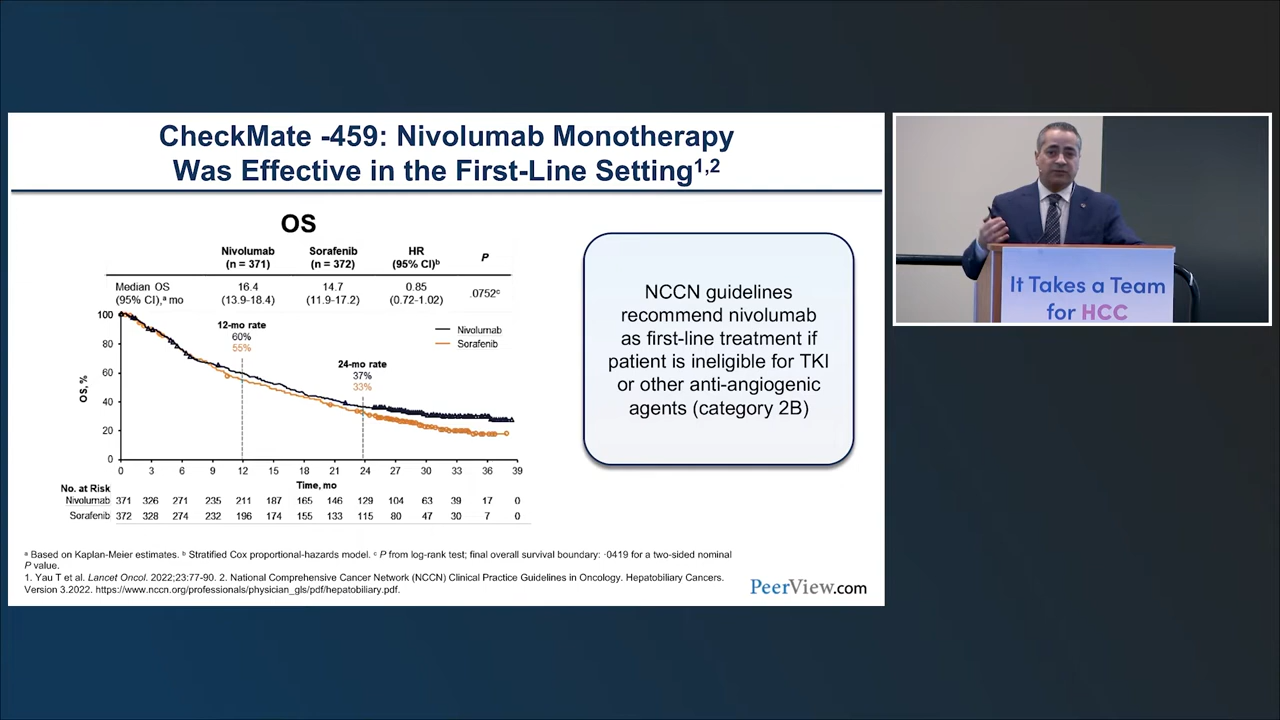 CheckMate -459: Nivolumab Monotherapy
Was Effective in the First-Line Setting1,2
OS
Nivolumab Sorafenib HR P
(n = 371) (n = 372) (95% CI)b
Median OS 16.4 14.7 0.85 .0752c
(95% CI),a mo (13.9-18.4) (11.9-17.2) (0.72-1.02)
100
80
60
40
20
0
OS, %
12-mo rate
60%
55%
24-mo rate
37%
33%
Nivolumab
Sorafenib
0 3 6 9 12 15 18 21 24 27 30 33 36 39
Time, mo
No. at Risk
Nivolumab 371 326 271 235 211 187 165 146 129 104 63 39 17 0
Sorafenib 372 328 274 232 196 174 155 133 115 80 47 30 7 0
NCCN guidelines
recommend nivolumab
as first-line treatment if
patient is ineligible for TKI
or other anti-angiogenic
agents (category 2B)
a Based on Kaplan-Meier estimates. b Stratified Cox proportional-hazards model. c P from log-rank test; final overall survival boundary: ·0419 for a two-sided nominal
P value.
1. Yau T et al. Lancet Oncol. 2022;23:77-90. 2. National Comprehensive Cancer Network (NCCN) Clinical Practice Guidelines in Oncology. Hepatobiliary Cancers.
Version 3.2022. https://www.nccn.org/professionals/physician_gls/pdf/hepatobiliary.pdf.
PeerView.com
It Takes a Team
for HCC